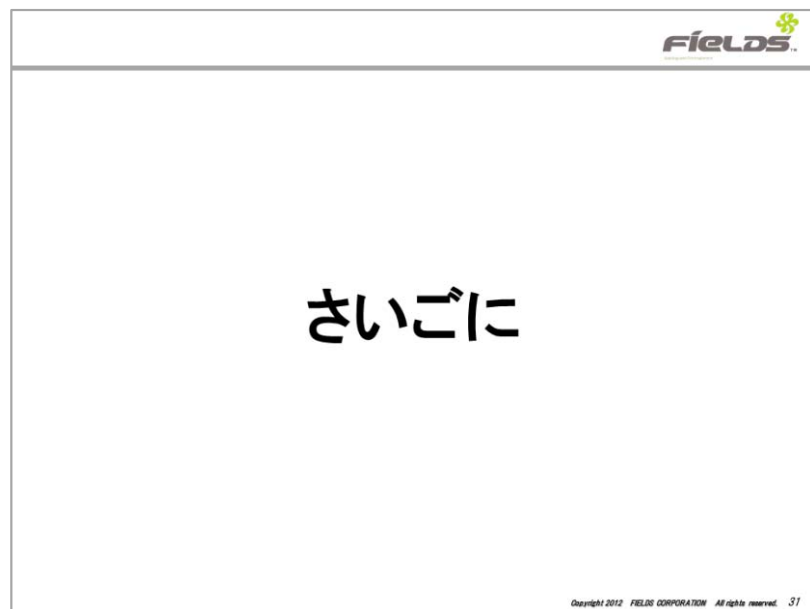 FIELDS
さいごに
Copyright 2012 FIELDS CORPORATION All rights reserved. 31